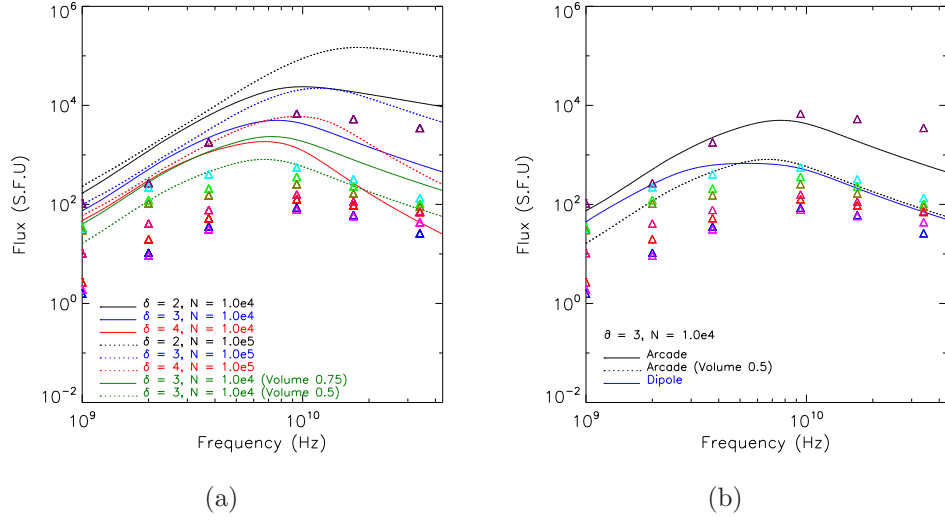 10^6
10^4
10^2
10^0
10^-2
Flux (S.F.U)
10^9
10^10
Frequency (Hz)
δ = 2, N = 1.0e4
δ = 3, N = 1.0e4
δ = 4, N = 1.0e4
δ = 2, N = 1.0e5
δ = 3, N = 1.0e5
δ = 4, N = 1.0e5
δ = 3, N = 1.0e4 (Volume 0.75)
δ = 3, N = 1.0e4 (Volume 0.5)
(a)
10^6
10^4
10^2
10^0
10^-2
Flux (S.F.U)
10^9
10^10
Frequency (Hz)
∂ = 3, N = 1.0e4
Arcade
Arcade (Volume 0.5)
Dipole
(b)